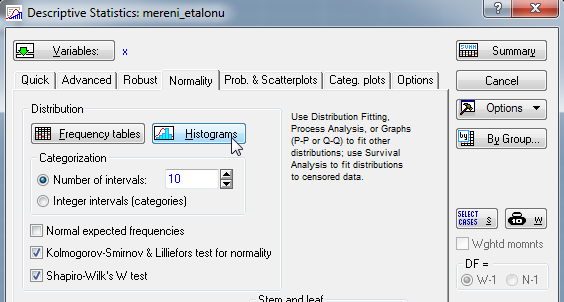 Descriptive Statistics: mereni_etalonu
?
Variables:
x
SUMM
Summary
Quick
Advanced
Robust
Normality
Prob. & Scatterplots
Categ. plots
Options
Cancel
Options
By Group...
Distribution
Frequency tables
Histograms
Use Distribution Fitting,
Process Analysis, or Graphs
(P-P or Q-Q) to fit other
distributions; use Survival
Analysis to fit distributions
to censored data.
Categorization
Number of intervals:
10
Integer intervals (categories)
SELECT
CASES
S
W
Normal expected frequencies
Wghtd momnts
Kolmogorov-Smirnov & Lilliefors test for normality
DF =
Shapiro-Wilk's W test
W-1
N-1
Stem and leaf